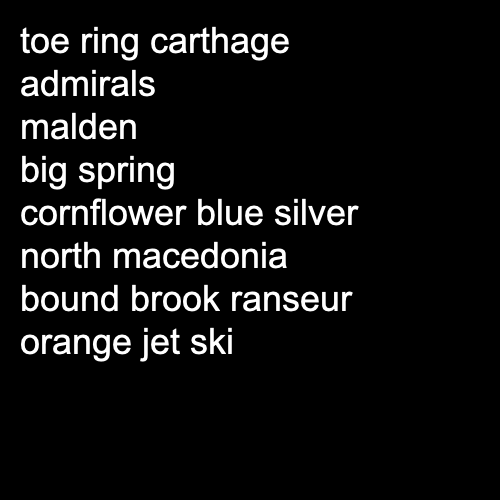 toe ring carthage
admirals
malden
big spring
cornflower blue silver
north macedonia
bound brook ranseur
orange jet ski